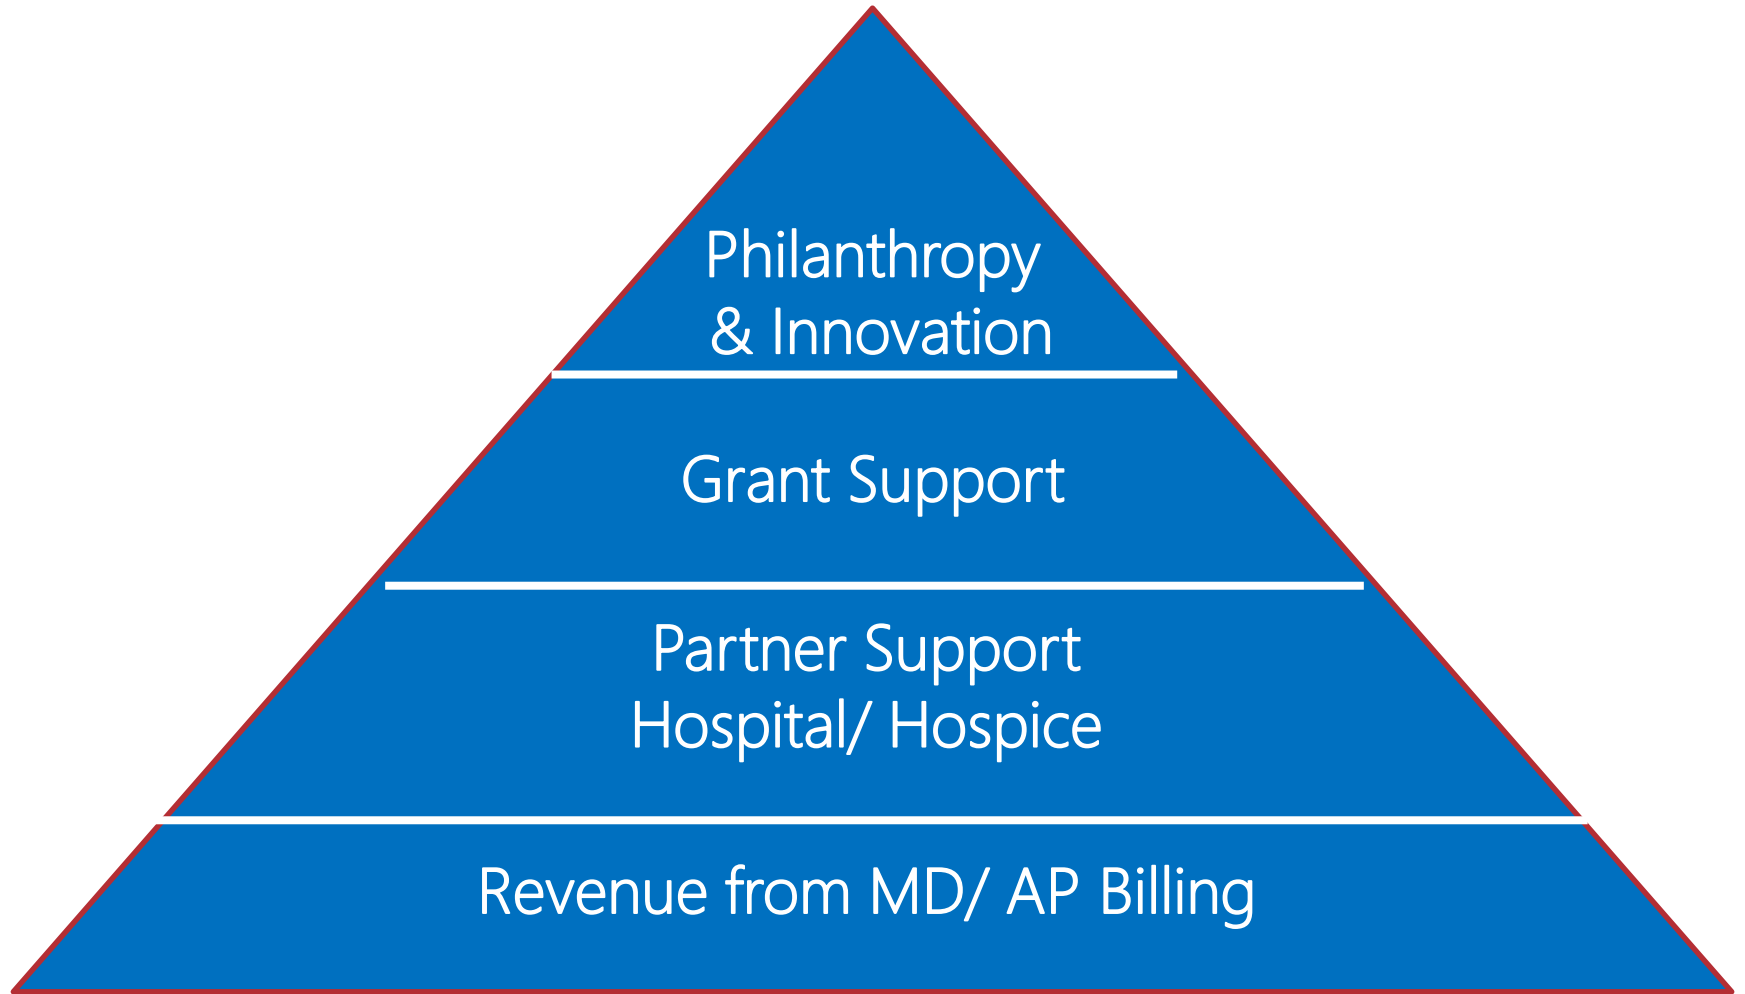 Philanthropy
& Innovation
Grant Support
Partner Support
Hospital/ Hospice
Revenue from MD/ AP Billing